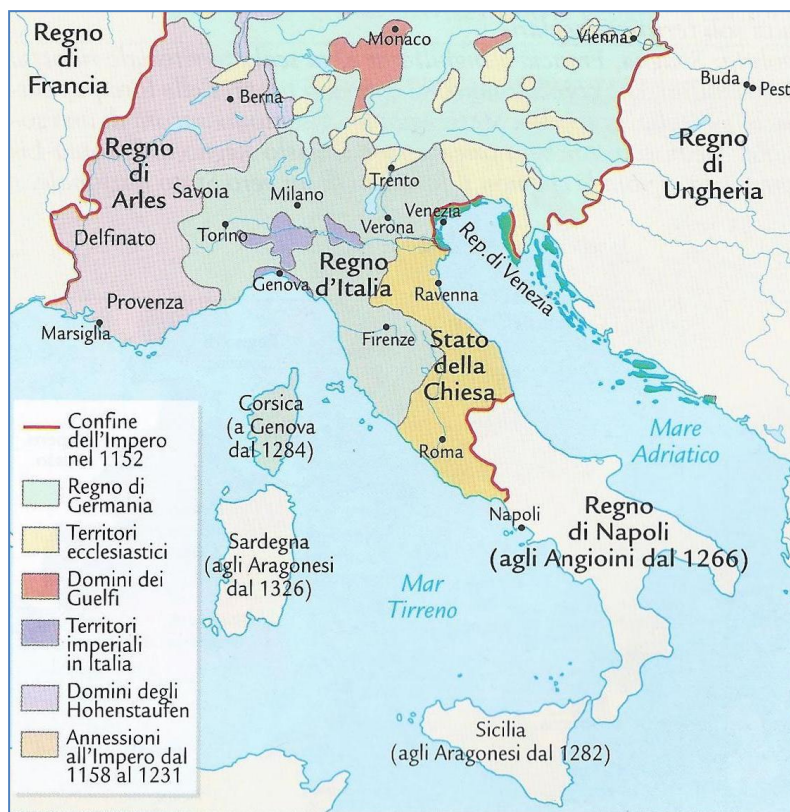 Regno
di
Francia
Monaco
Vienna
Berna
Buda
Pest
Regno
di
Arles
Regno
di
Ungheria
Savoia
Milano
Trento
Delfinato
Torino
Verona
Venezia
Rep. di Venezia
Genova
Regno
d'Italia
Ravenna
Provenza
Marsiglia
Firenze
Stato
della
Chiesa
Corsica
(a Genova
dal 1284)
Roma
Mare
Adriatico
Napoli
Regno
di Napoli
(agli Angioini dal 1266)
Sardegna
(agli Aragonesi
dal 1326)
Mar
Tirreno
Sicilia
(agli Aragonesi dal 1282)
Confine
dell'Impero
nel 1152
Regno di
Germania
Territori
ecclesiastici
Domini dei
Guelfi
Territori
imperiali
in Italia
Domini degli
Hohenstaufen
Annessioni
all'Impero dal
1158 al 1231